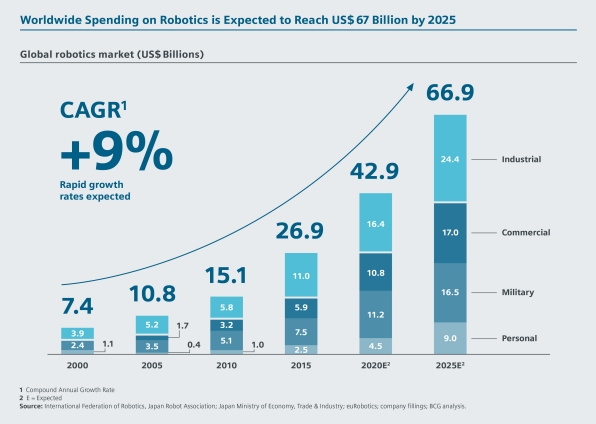 Worldwide Spending on Robotics is Expected to Reach US$ 67 Billion by 2025
Global robotics market (US$ Billions)
CAGR¹
+9%
Rapid growth
rates expected
7.4
3.9
2.4
1.1
10.8
5.2
1.7
3.5
0.4
15.1
5.8
3.2
5.1
1.0
26.9
11.0
5.9
7.5
2.5
42.9
16.4
10.8
11.2
4.5
66.9
24.4
17.0
16.5
9.0
Industrial
Commercial
Military
Personal
2000 2005 2010 2015 2020E² 2025E²
1 Compound Annual Growth Rate
2 E = Expected
Source: International Federation of Robotics, Japan Robot Association; Japan Ministry of Economy, Trade & Industry; euRobotics; company fillings; BCG analysis.